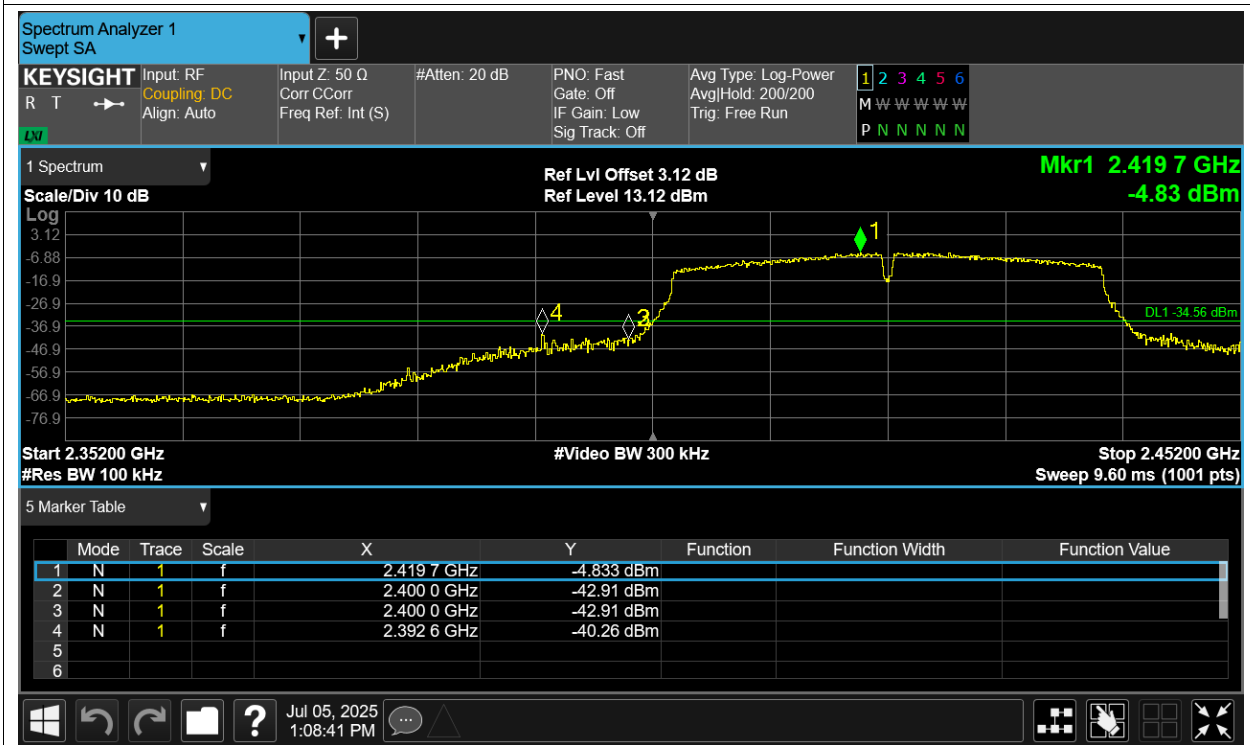 Spectrum Analyzer 1
Swept SA
KEYSIGHT
R T
LXI
Input: RF
Coupling: DC
Align: Auto
Input Z: 50 Ω
Corr CCorr
Freq Ref: Int (S)
#Atten: 20 dB
PNO: Fast
Gate: Off
IF Gain: Low
Sig Track: Off
Avg Type: Log-Power
Avg|Hold: 200/200
Trig: Free Run
1 2 3 4 5 6
M W W W W W
P N N N N N
1 Spectrum
Scale/Div 10 dB
Ref Lvl Offset 3.12 dB
Ref Level 13.12 dBm
Mkr1 2.419 7 GHz
-4.83 dBm
Log
3.12
-6.88
-16.9
-26.9
-36.9
-46.9
-56.9
-66.9
-76.9
1
4
3
DL1 -34.56 dBm
Start 2.35200 GHz
#Video BW 300 kHz
Stop 2.45200 GHz
#Res BW 100 kHz
Sweep 9.60 ms (1001 pts)
5 Marker Table
Mode Trace Scale X Y Function Function Width Function Value
1 N 1 f 2.419 7 GHz -4.833 dBm
2 N 1 f 2.400 0 GHz -42.91 dBm
3 N 1 f 2.400 0 GHz -42.91 dBm
4 N 1 f 2.392 6 GHz -40.26 dBm
5
6
?
Jul 05, 2025
1:08:41 PM